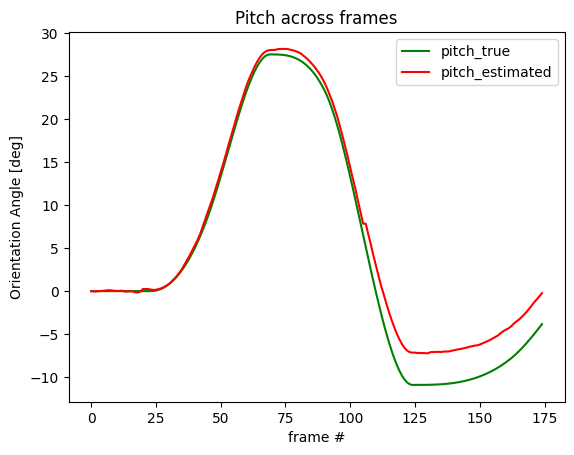 Pitch across frames
pitch_true
pitch_estimated
Orientation Angle [deg]
30
25
20
15
10
5
0
−5
−10
0 25 50 75 100 125 150 175
frame #